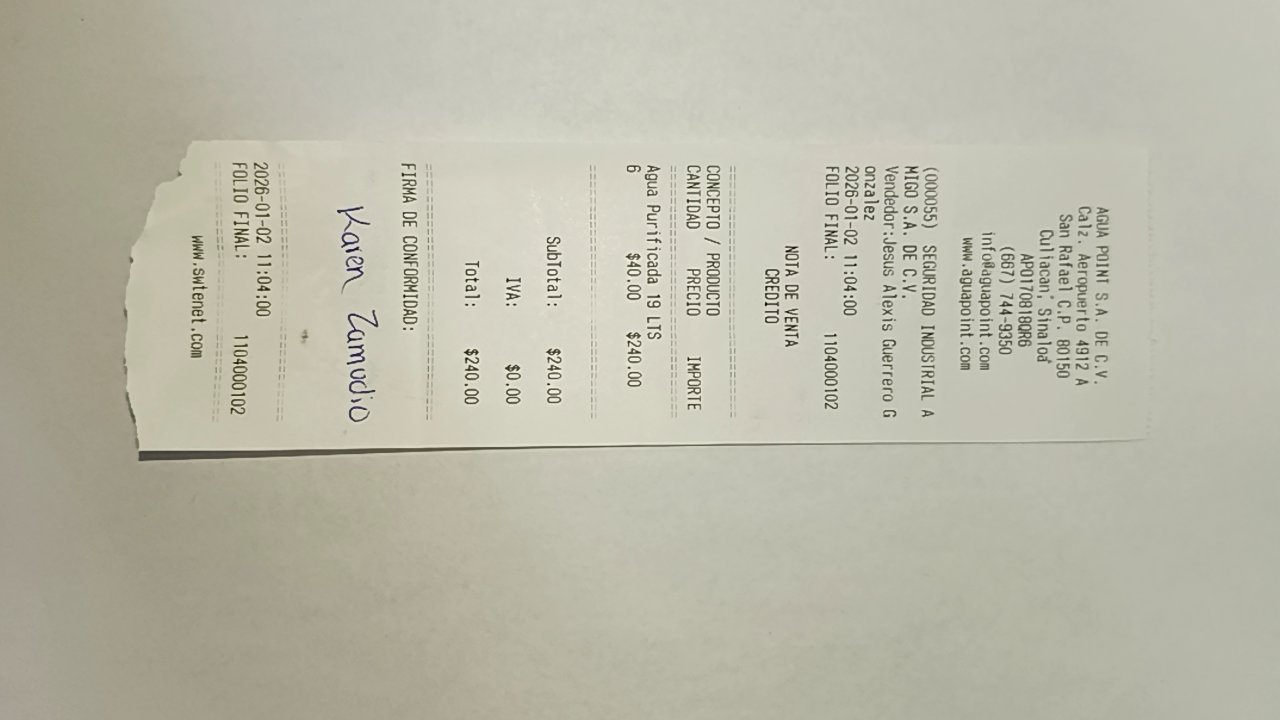 AGUA POINT S.A. DE C.V.
Calz. Aeropuerto 4912 A
San Rafael C.P. 80150
Culiacan, Sinaloa
APO170818QR6
(667) 744-9350
info@aguapoint.com
www.aguapoint.com
(000055) SEGURIDAD INDUSTRIAL A
MIGO S.A. DE C.V.
Vendedor:Jesus Alexis Guerrero G
onzalez
2026-01-02 11:04:00
FOLIO FINAL: 1104000102
NOTA DE VENTA
CREDITO
CONCEPTO / PRODUCTO
CANTIDAD PRECIO IMPORTE
Agua Purificada 19 LTS
6 $40.00 $240.00
SubTotal: $240.00
IVA: $0.00
Total: $240.00
FIRMA DE CONFORMIDAD:
Karen Zamudio
2026-01-02 11:04:00
FOLIO FINAL: 1104000102
www.swtenet.com